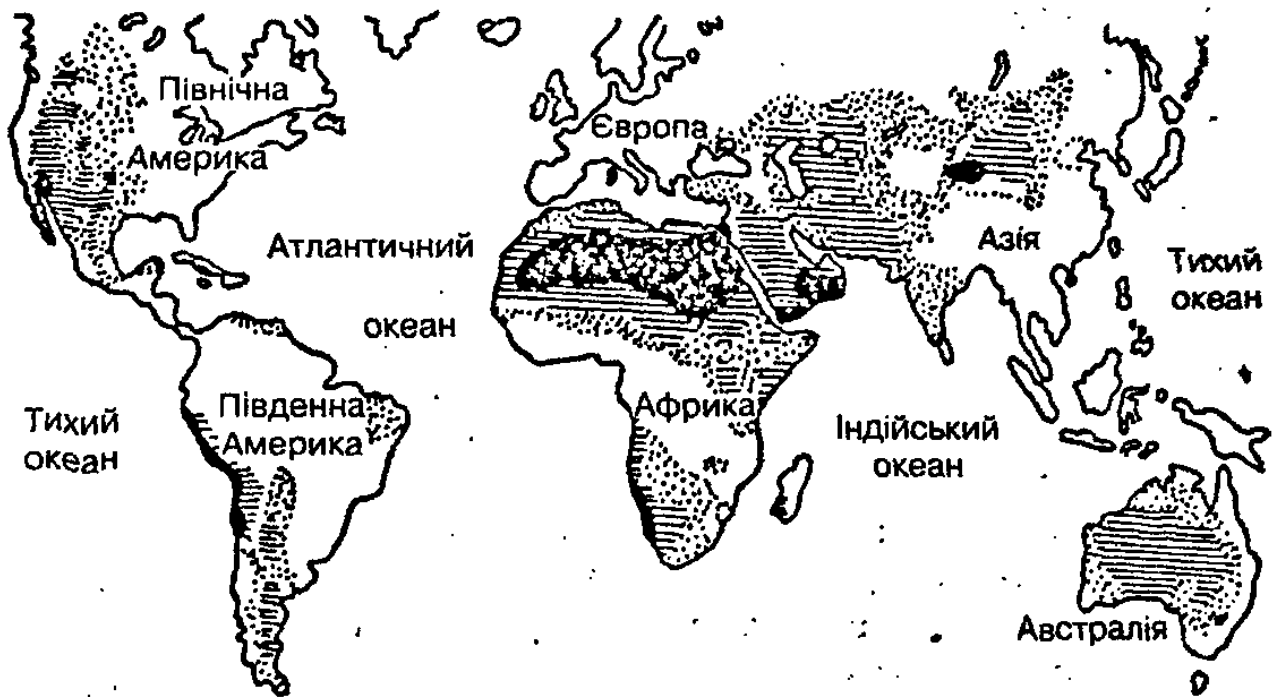 Північна
Америка
Європа
Азія
Атлантичний
океан
Тихий
океан
Південна
Америка
Африка
Тихий
океан
Індійський
океан
Австралія